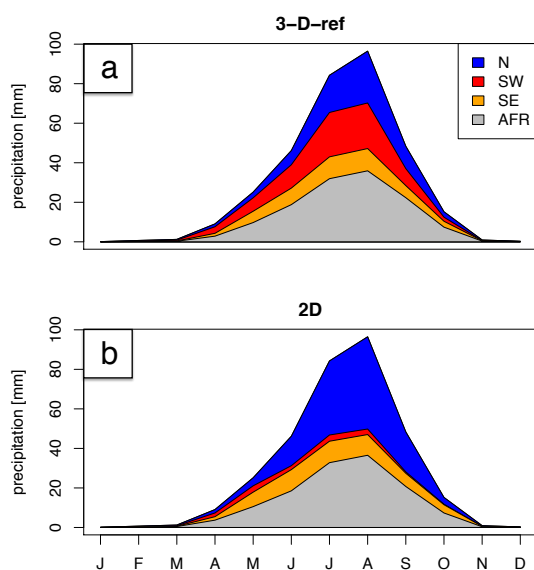 3-D-ref
a
precipitation [mm]
100
80
60
40
20
0
N
SW
SE
AFR
2D
b
precipitation [mm]
100
80
60
40
20
0
J F M A M J J A S O N D